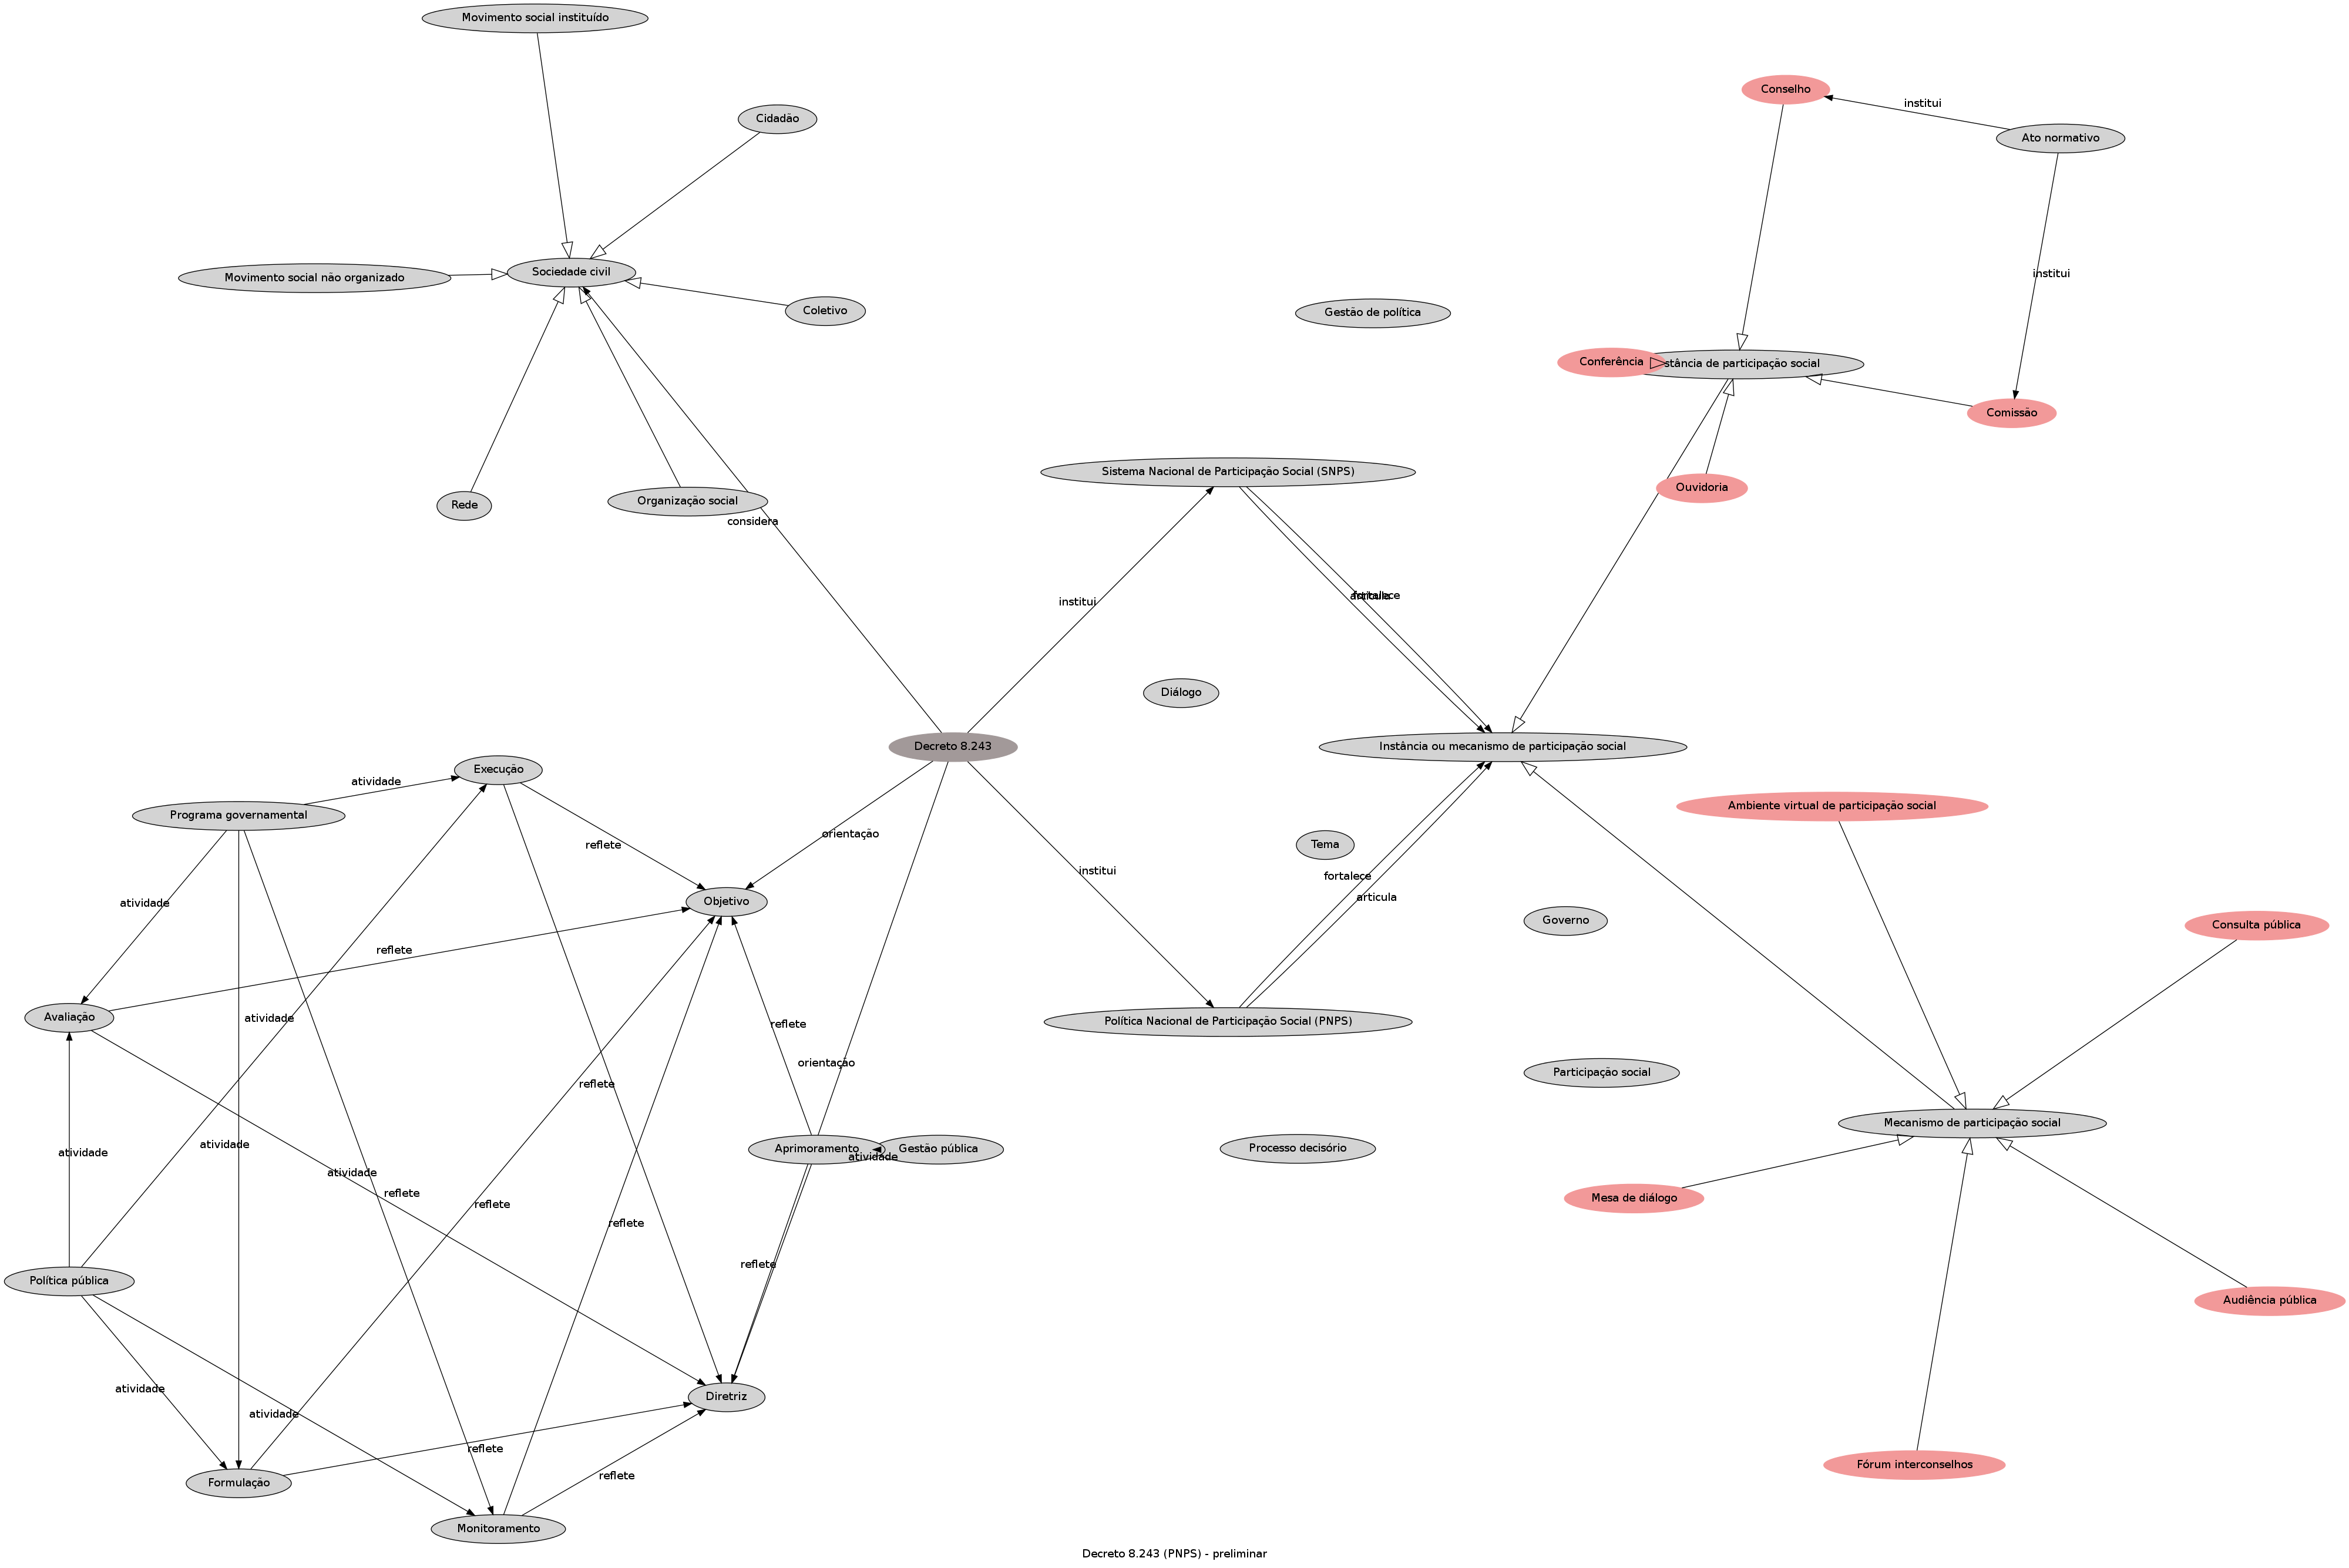 Movimento social instituído
Conselho
institui
Cidadão
Ato normativo
Sociedade civil
Movimento social não organizado
institui
Coletivo
Gestão de política
Conferência
stância de participação social
Comissão
Sistema Nacional de Participação Social (SNPS)
Ouvidoria
Rede
Organização social
considera
fortalece
articula
institui
Diálogo
Decreto 8.243
Instância ou mecanismo de participação social
Execução
atividade
Programa governamental
Ambiente virtual de participação social
orientação
reflete
Tema
institui
fortalece
articula
atividade
Objetivo
Governo
Consulta pública
reflete
Avaliação
atividade
Política Nacional de Participação Social (PNPS)
reflete
orientação
Participação social
reflete
Mecanismo de participação social
atividade
atividade
Aprimoramento
atividade
Gestão pública
Processo decisório
atividade
reflete
Mesa de diálogo
reflete
reflete
reflete
Política pública
Audiência pública
atividade
Diretriz
atividade
reflete
Fórum interconselhos
reflete
Formulação
Monitoramento
Decreto 8.243 (PNPS) - preliminar